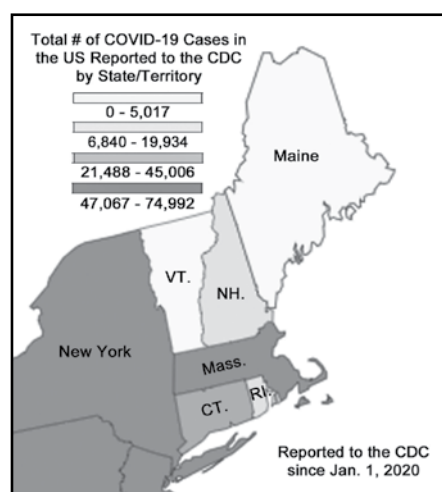 Total # of COVID-19 Cases in
the US Reported to the CDC
by State/Territory
0 - 5,017
6,840 - 19,934
21,488 - 45,006
47,067 - 74,992
Maine
VT.
NH.
New York
Mass.
CT.
RI.
Reported to the CDC
since Jan. 1, 2020